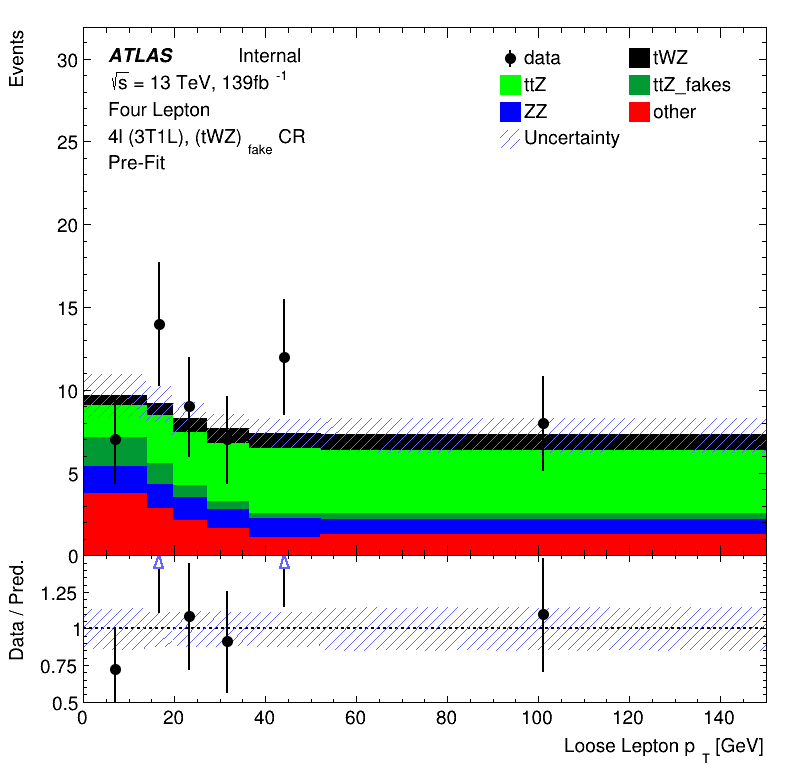 Events
30
25
20
15
10
5
0
ATLAS Internal
√s = 13 TeV, 139fb -1
Four Lepton
4l (3T1L), (tWZ) fake CR
Pre-Fit
data tWZ
ttZ ttZ_fakes
ZZ other
Uncertainty
Data / Pred.
1.25
1
0.75
0.5
0 20 40 60 80 100 120 140
Loose Lepton p T [GeV]